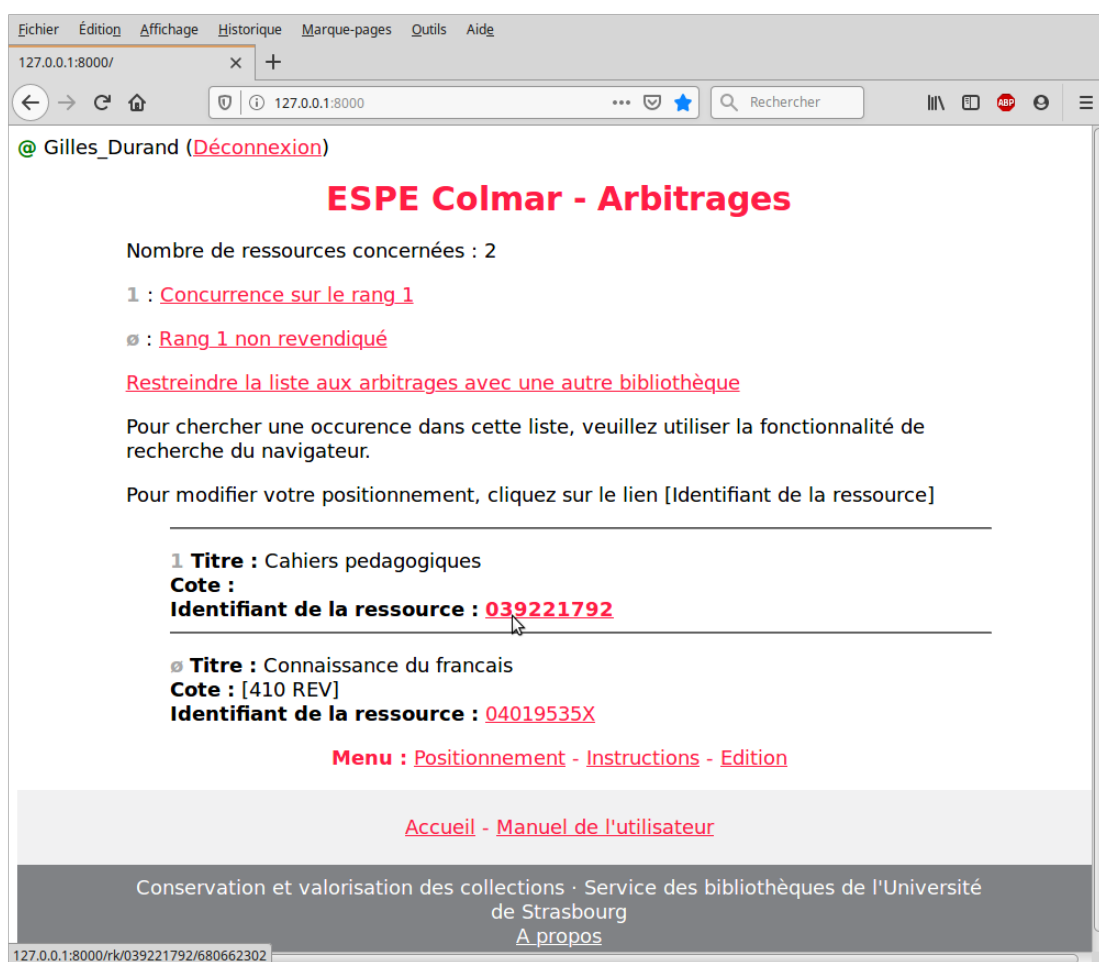 Fichier Édition Affichage Historique Marque-pages Outils Aide
127.0.0.1:8000/
127.0.0.1:8000 Rechercher ABP
@ Gilles_Durand (Déconnexion)
ESPE Colmar - Arbitrages
Nombre de ressources concernées : 2
1 : Concurrence sur le rang 1
ø : Rang 1 non revendiqué
Restreindre la liste aux arbitrages avec une autre bibliothèque
Pour chercher une occurence dans cette liste, veuillez utiliser la fonctionnalité de
recherche du navigateur.
Pour modifier votre positionnement, cliquez sur le lien [Identifiant de la ressource]
1 Titre : Cahiers pedagogiques
Cote :
Identifiant de la ressource : 039221792
ø Titre : Connaissance du francais
Cote : [410 REV]
Identifiant de la ressource : 04019535X
Menu : Positionnement - Instructions - Edition
Accueil - Manuel de l'utilisateur
Conservation et valorisation des collections · Service des bibliothèques de l'Université
de Strasbourg
A propos
127.0.0.1:8000/rk/039221792/680662302